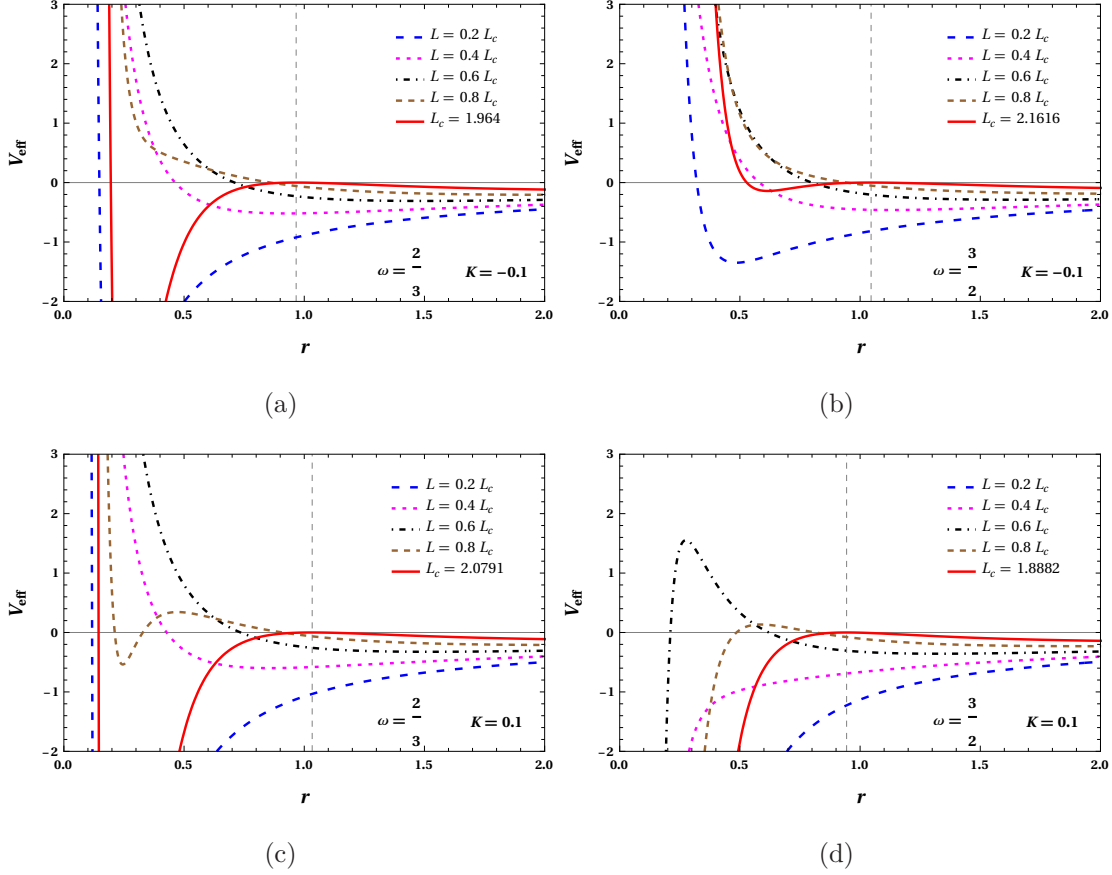 3
2
1
0
−1
−2
V_eff
0.0 0.5 1.0 1.5 2.0
r
L = 0.2 L_c
L = 0.4 L_c
L = 0.6 L_c
L = 0.8 L_c
L_c = 1.964
ω = 2/3 K = −0.1
(a)
3
2
1
0
−1
−2
V_eff
0.0 0.5 1.0 1.5 2.0
r
L = 0.2 L_c
L = 0.4 L_c
L = 0.6 L_c
L = 0.8 L_c
L_c = 2.1616
ω = 3/2 K = −0.1
(b)
3
2
1
0
−1
−2
V_eff
0.0 0.5 1.0 1.5 2.0
r
L = 0.2 L_c
L = 0.4 L_c
L = 0.6 L_c
L = 0.8 L_c
L_c = 2.0791
ω = 2/3 K = 0.1
(c)
3
2
1
0
−1
−2
V_eff
0.0 0.5 1.0 1.5 2.0
r
L = 0.2 L_c
L = 0.4 L_c
L = 0.6 L_c
L = 0.8 L_c
L_c = 1.8882
ω = 3/2 K = 0.1
(d)